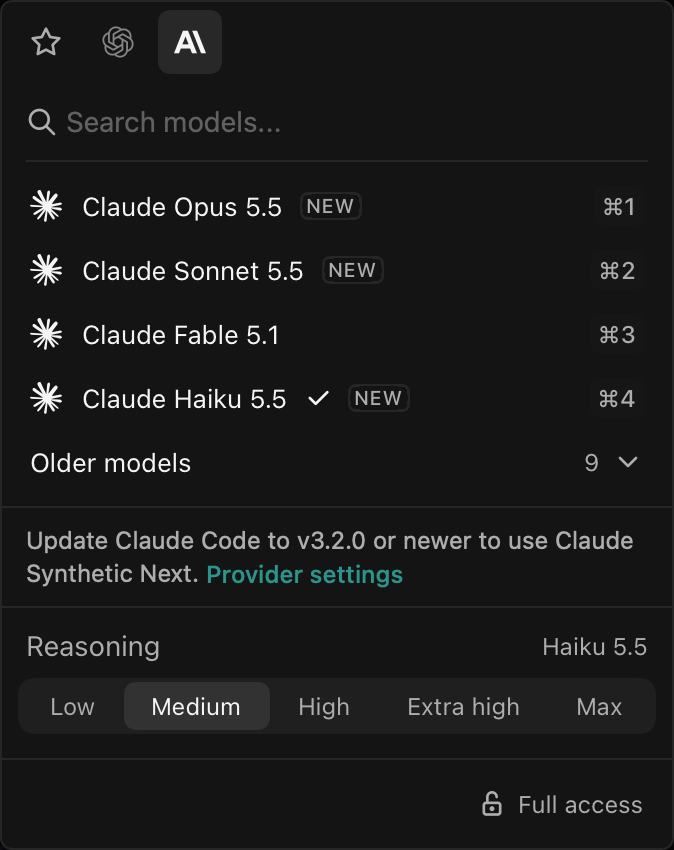 Search models...
Claude Opus 5.5 NEW ⌘1
Claude Sonnet 5.5 NEW ⌘2
Claude Fable 5.1 ⌘3
Claude Haiku 5.5 NEW ⌘4
Older models 9
Update Claude Code to v3.2.0 or newer to use Claude
Synthetic Next. Provider settings
Reasoning Haiku 5.5
Low Medium High Extra high Max
Full access